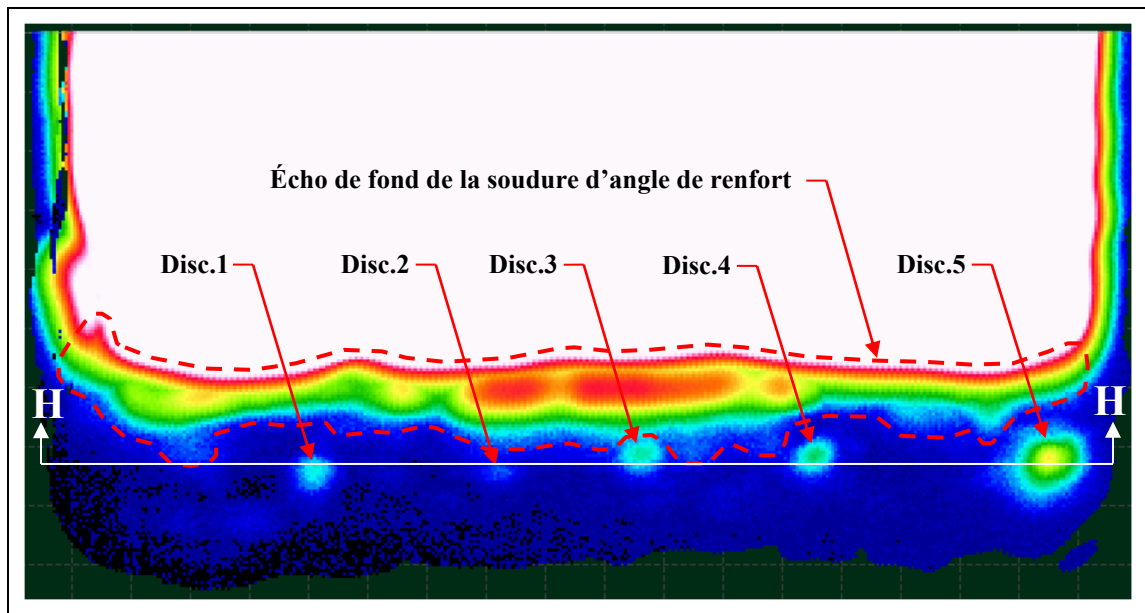 Écho de fond de la soudure d’angle de renfort
Disc.1
Disc.2
Disc.3
Disc.4
Disc.5
H
H